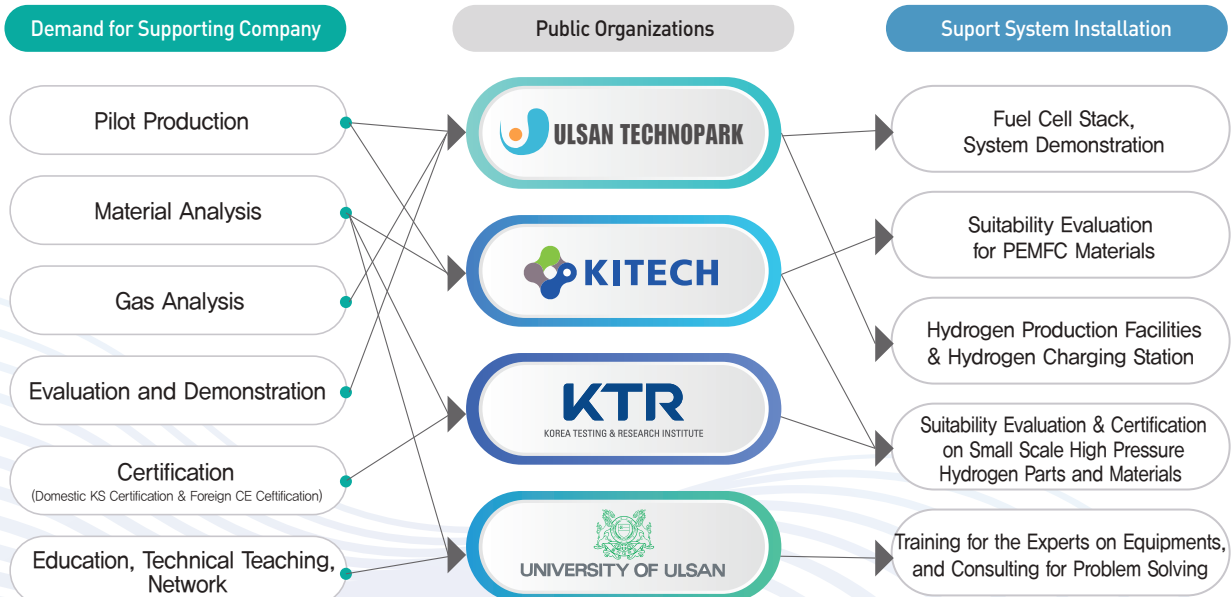 Demand for Supporting Company
Public Organizations
Suport System Installation
Pilot Production
Material Analysis
Gas Analysis
Evaluation and Demonstration
Certification
(Domestic KS Certification & Foreign CE Ceftification)
Education, Technical Teaching,
Network
ULSAN TECHNOPARK
KITECH
KTR
KOREA TESTING & RESEARCH INSTITUTE
UNIVERSITY OF ULSAN
Fuel Cell Stack,
System Demonstration
Suitability Evaluation
for PEMFC Materials
Hydrogen Production Facilities
& Hydrogen Charging Station
Suitability Evaluation & Certification
on Small Scale High Pressure
Hydrogen Parts and Materials
Training for the Experts on Equipments,
and Consulting for Problem Solving